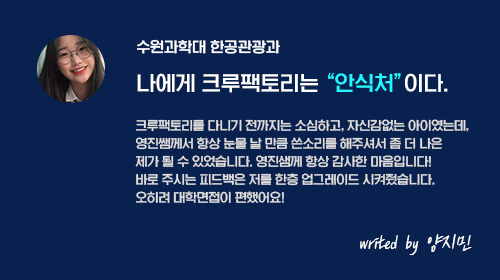 수원과학대 한공관광과
나에게 크루팩토리는 “안식처”이다.
크루팩토리를 다니기 전까지는 소심하고, 자신감없는 아이였는데,
영진쌤께서 항상 눈물 날 만큼 쓴소리를 해주셔서 좀 더 나은
제가 될 수 있었습니다. 영진샘께 항상 감사한 마음입니다!
바로 주시는 피드백은 저를 한층 업그레이드 시켜줬습니다.
오히려 대학면접이 편했어요!
writed by 양지민